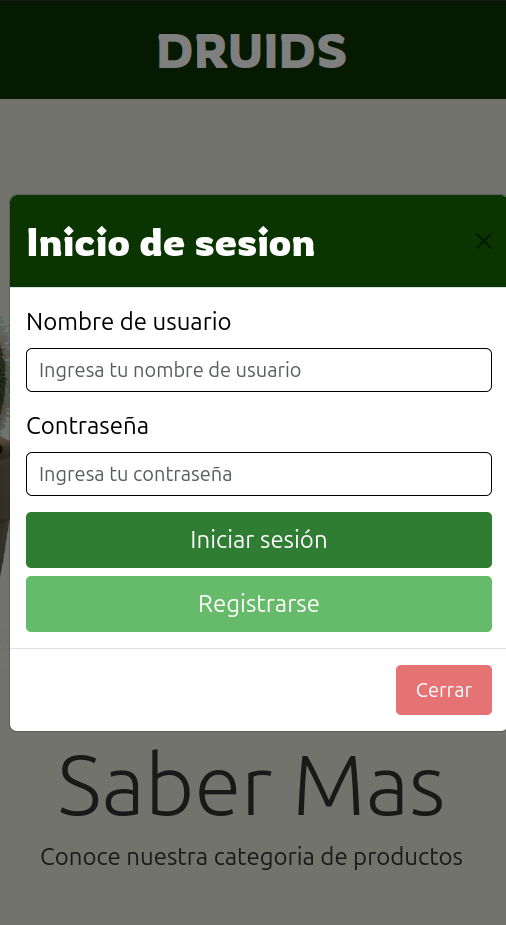 DRUIDS
Inicio de sesion
Nombre de usuario
Ingresa tu nombre de usuario
Contraseña
Ingresa tu contraseña
Iniciar sesión
Registrarse
Cerrar
Saber Mas
Conoce nuestra categoria de productos